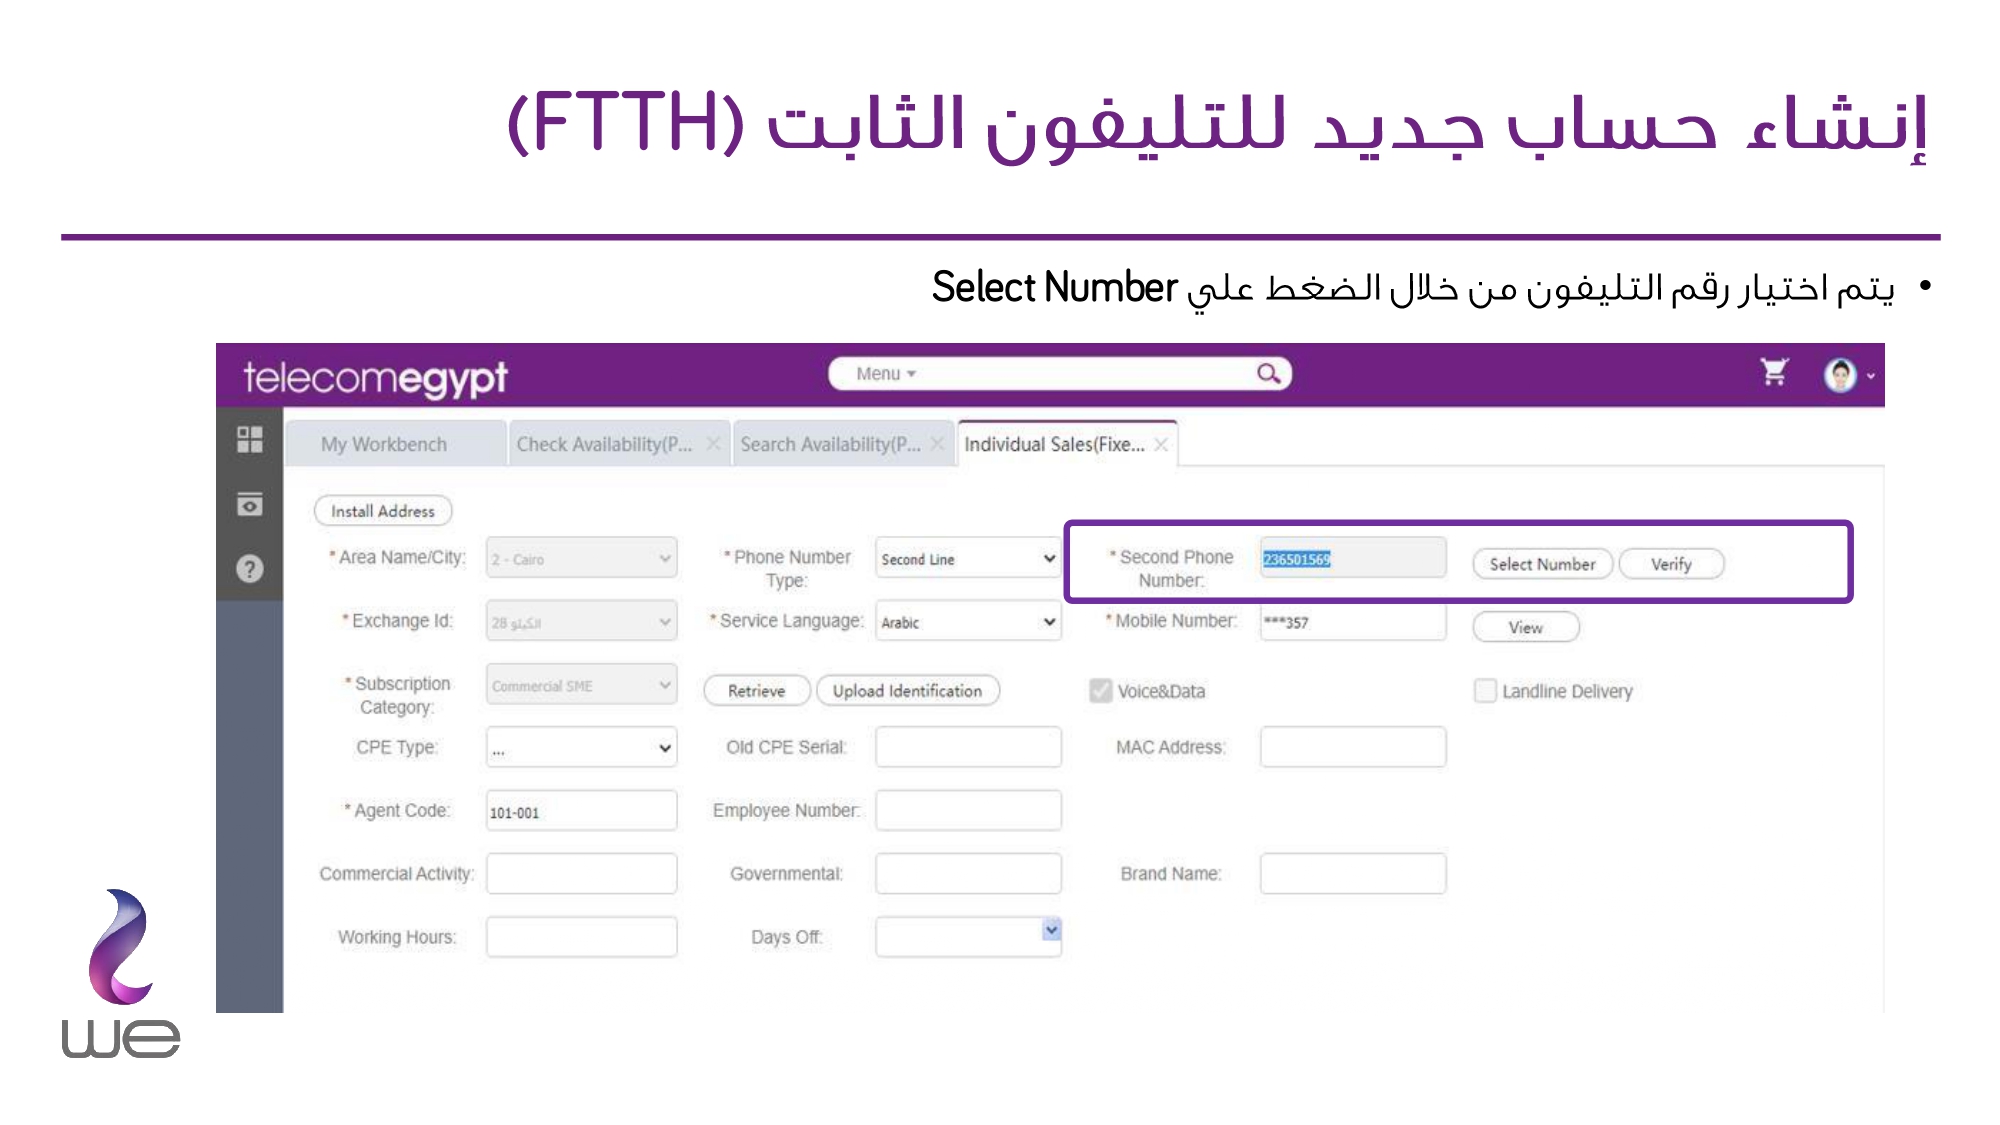 إنشاء حساب جديد للتليفون الثابت (FTTH)
• يتم اختيار رقم التليفون من خلال الضغط علي Select Number
telecomegypt Menu
My Workbench Check Availability(P... Search Availability(P... Individual Sales(Fixe...
Install Address
* Area Name/City: 2 - Cairo * Phone Number Type: Second Line * Second Phone Number: 236501569 Select Number Verify
* Exchange Id: الكيلو 28 * Service Language: Arabic * Mobile Number: ***357 View
* Subscription Category: Commercial SME Retrieve Upload Identification Voice&Data Landline Delivery
CPE Type: ... Old CPE Serial: MAC Address:
* Agent Code: 101-001 Employee Number:
Commercial Activity: Governmental: Brand Name:
Working Hours: Days Off:
we